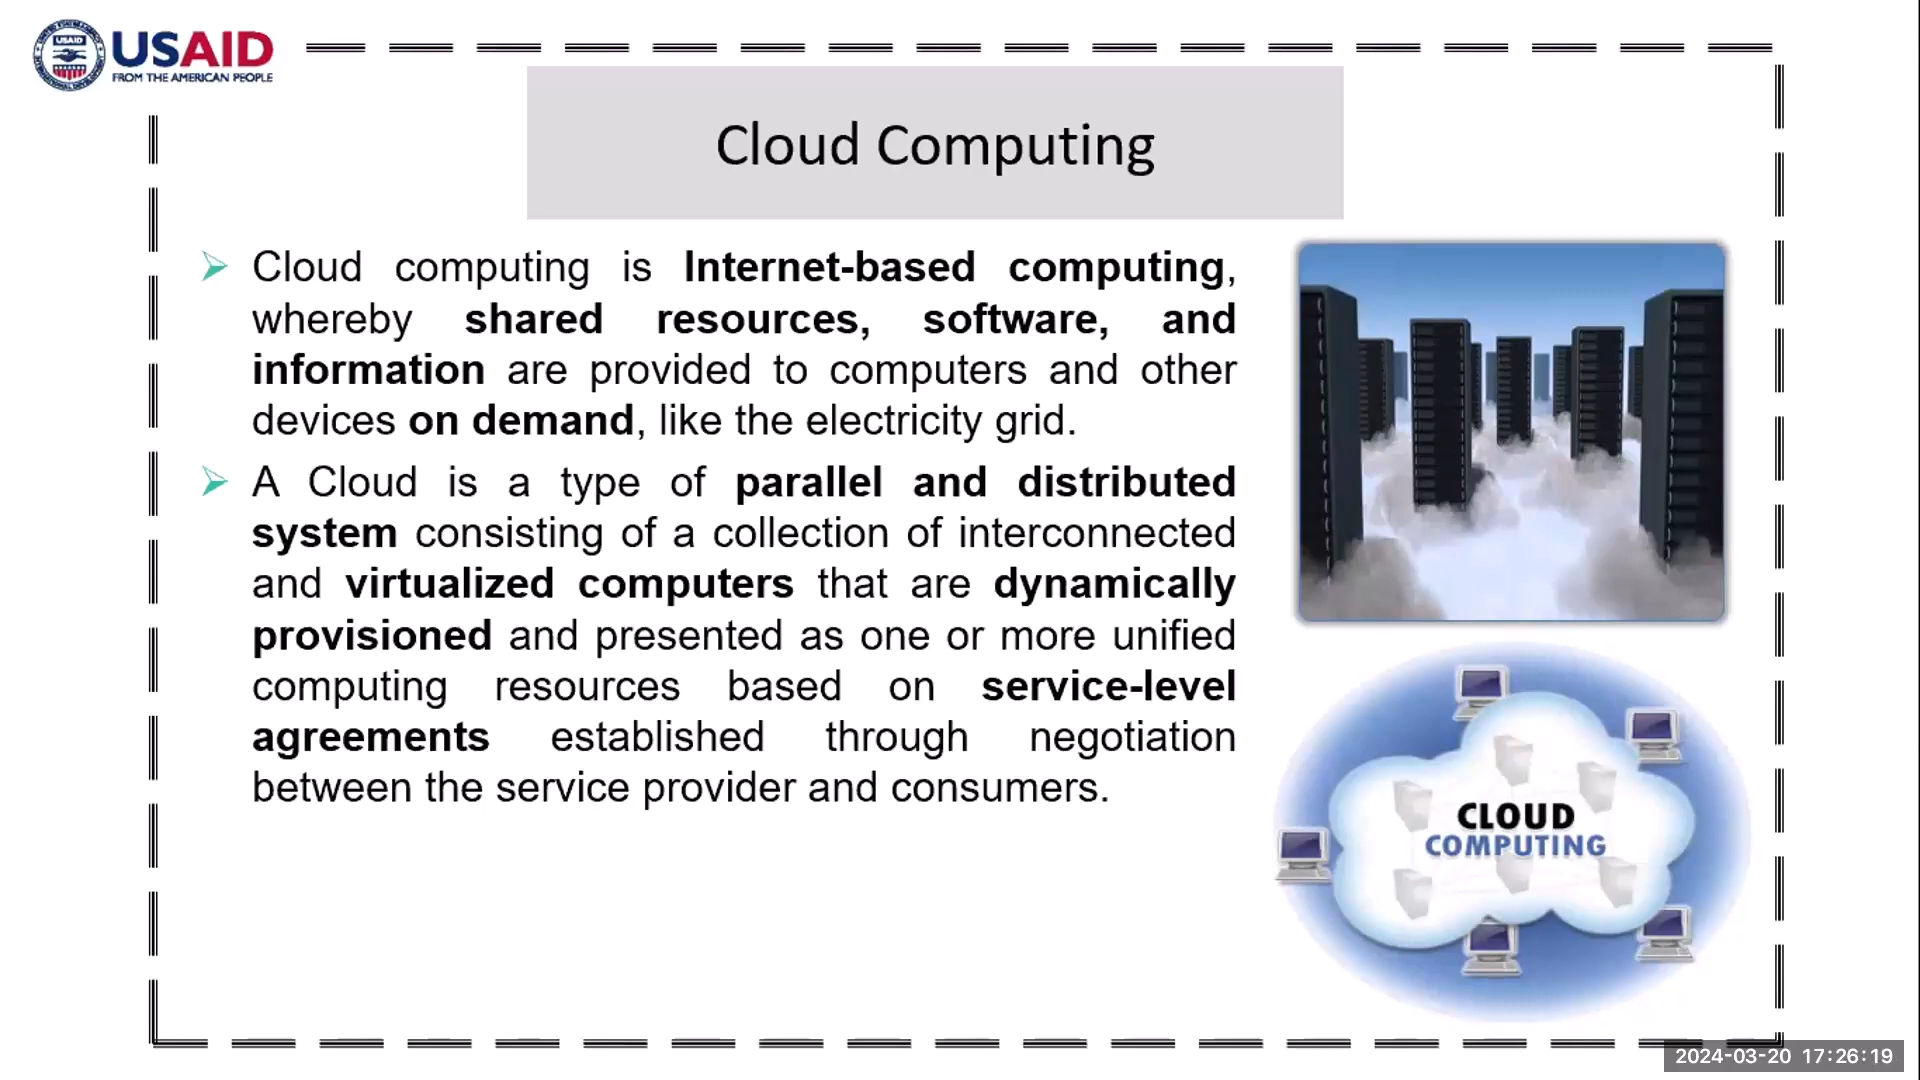 USAID
USAID
FROM THE AMERICAN PEOPLE
Cloud Computing
Cloud computing is Internet-based computing,
whereby shared resources, software, and
information are provided to computers and other
devices on demand, like the electricity grid.
A Cloud is a type of parallel and distributed
system consisting of a collection of interconnected
and virtualized computers that are dynamically
provisioned and presented as one or more unified
computing resources based on service-level
agreements established through negotiation
between the service provider and consumers.
CLOUD
COMPUTING
2024-03-20 17:26:19